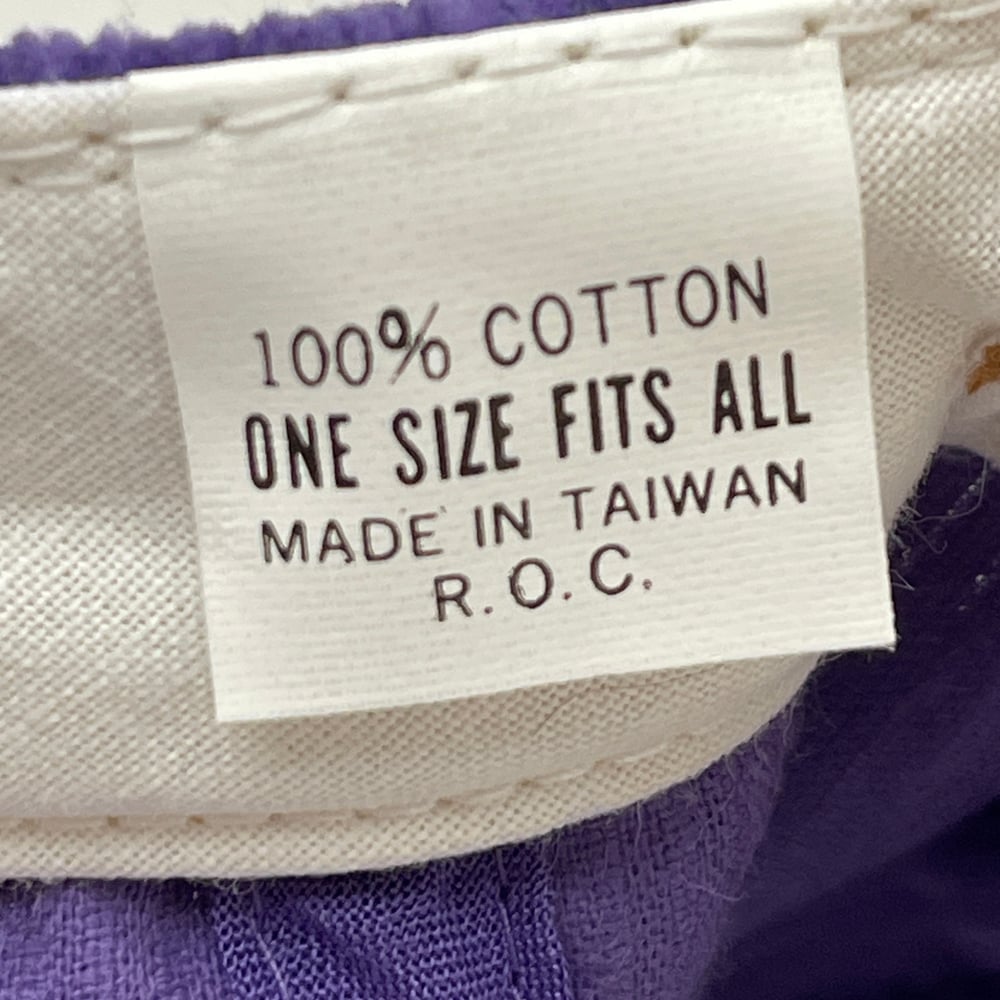 100% COTTON
ONE SIZE FITS ALL
MADE IN TAIWAN
R.O.C.